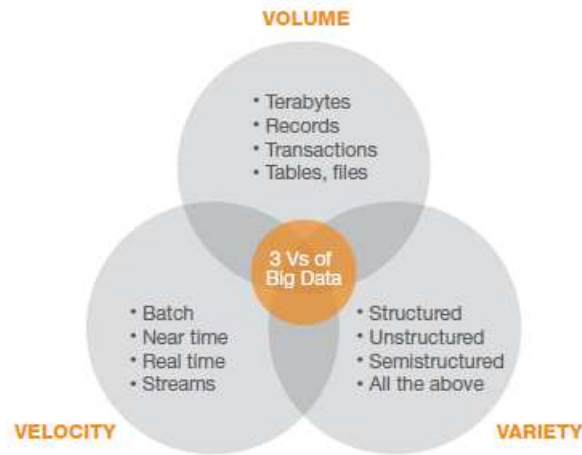 VOLUME
• Terabytes
• Records
• Transactions
• Tables, files
3 Vs of
Big Data
• Batch
• Near time
• Real time
• Streams
• Structured
• Unstructured
• Semistructured
• All the above
VELOCITY
VARIETY